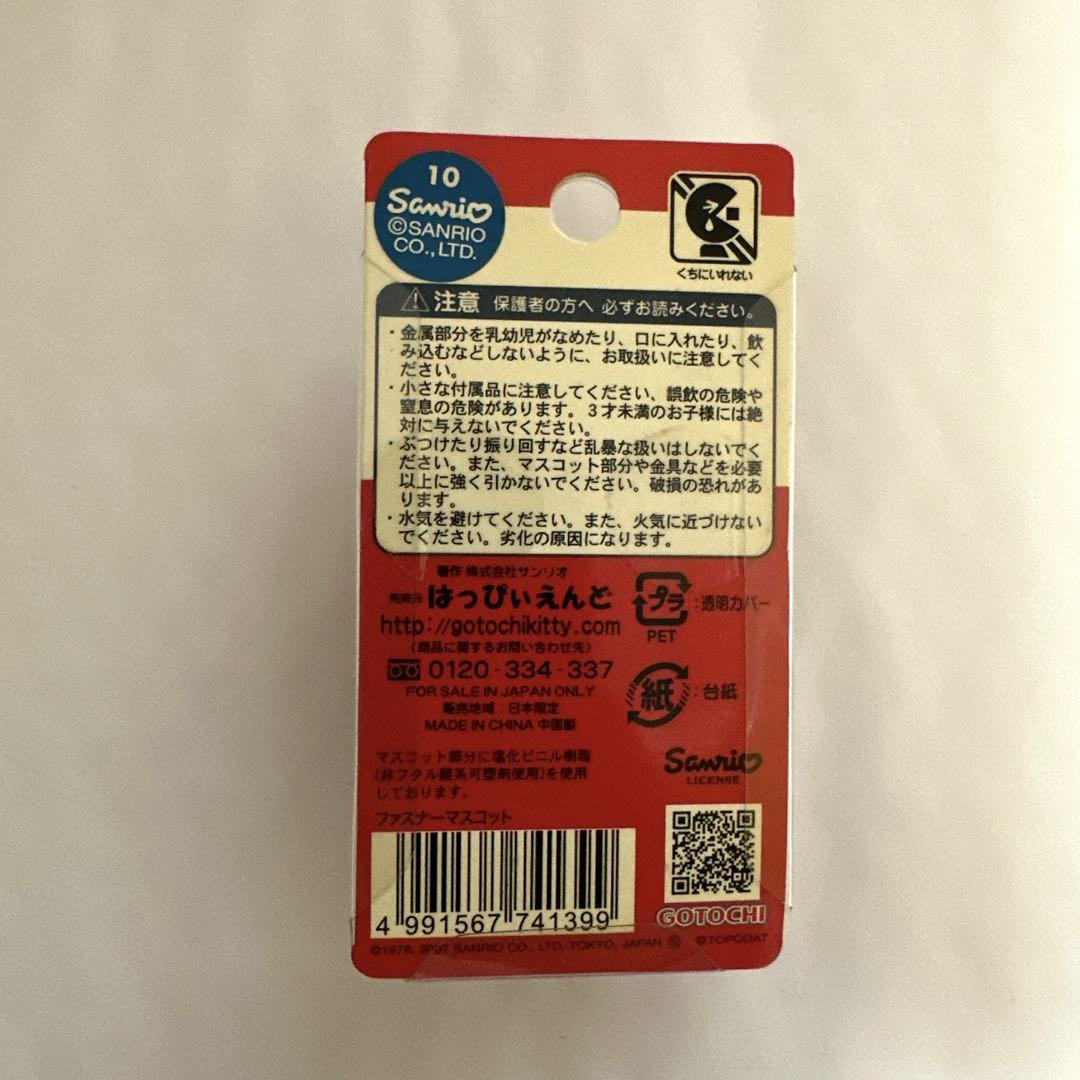 10
Sanrio
©SANRIO
CO.,LTD.
くちにいれない
注意 保護者の方へ 必ずお読みください。
・金属部分を乳幼児がなめたり、口に入れたり、飲
み込むなどしないように、お取扱いに注意してく
ださい。
・小さな付属品に注意してください、誤飲の危険や
窒息の危険があります。3才未満のお子様には絶
対に与えないでください。
・ぶつけたり振り回すなど乱暴な扱いはしないでく
ださい。また、マスコット部分や金具などを必要
以上に強く引かないでください。破損の恐れがあ
ります。
・水気を避けてください。また、火気に近づけない
でください。劣化の原因になります。
著作 株式会社サンリオ
発売元 はっぴぃえんど
http://gotochikitty.com
(商品に関するお問い合わせ先)
0120-334-337
FOR SALE IN JAPAN ONLY
販売地域:日本限定
MADE IN CHINA 中国製
プラ:透明カバー
PET
紙:台紙
マスコット部分に塩化ビニル樹脂
(非フタル酸系可塑剤使用)を使用
しております。
Sanrio
LICENSE
ファスナーマスコット
4 991567 741399
GOTOCHI
©1976, 2007 SANRIO CO., LTD. TOKYO, JAPAN Ⓢ ©TOPCOAT